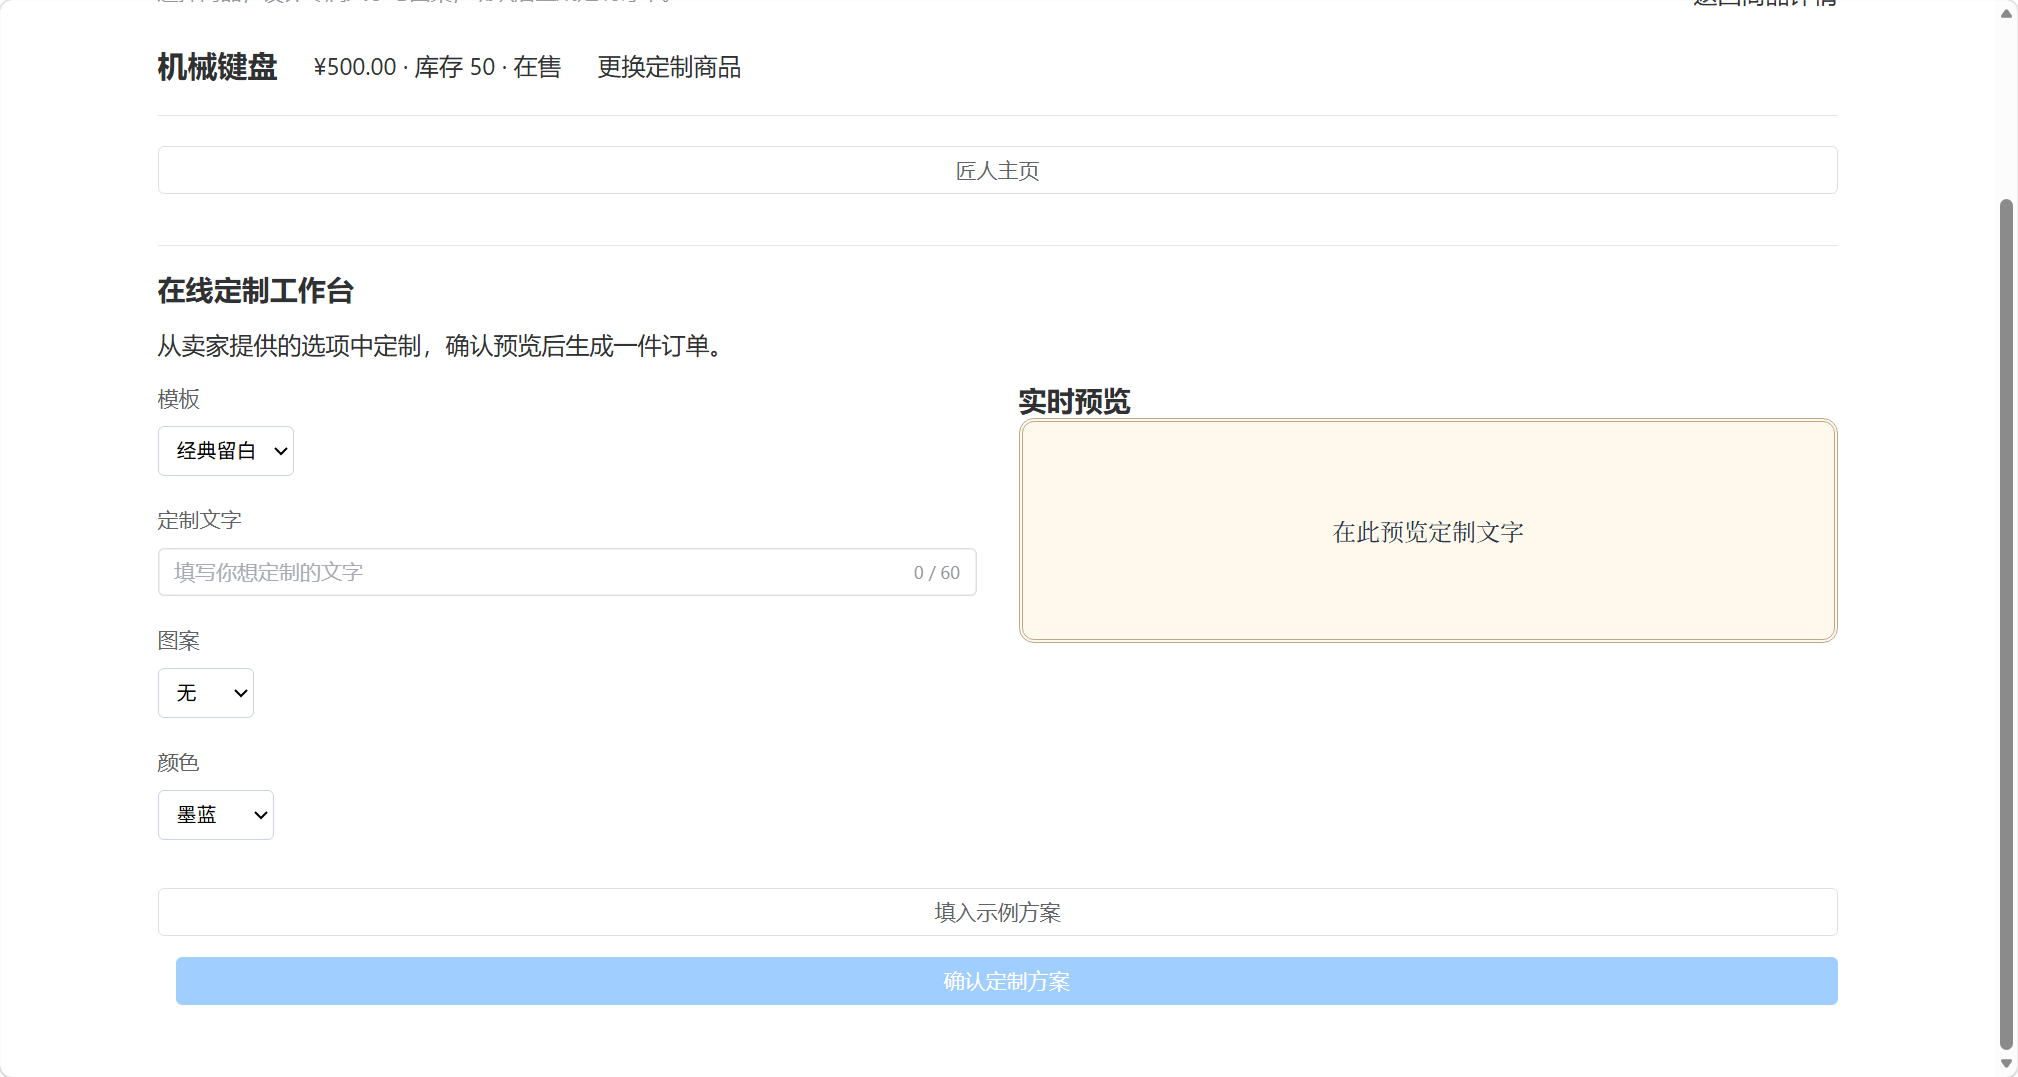 机械键盘 ¥500.00 · 库存 50 · 在售 更换定制商品
匠人主页
在线定制工作台
从卖家提供的选项中定制，确认预览后生成一件订单。
模板
经典留白
定制文字
填写你想定制的文字 0 / 60
图案
无
颜色
墨蓝
实时预览
在此预览定制文字
填入示例方案
确认定制方案